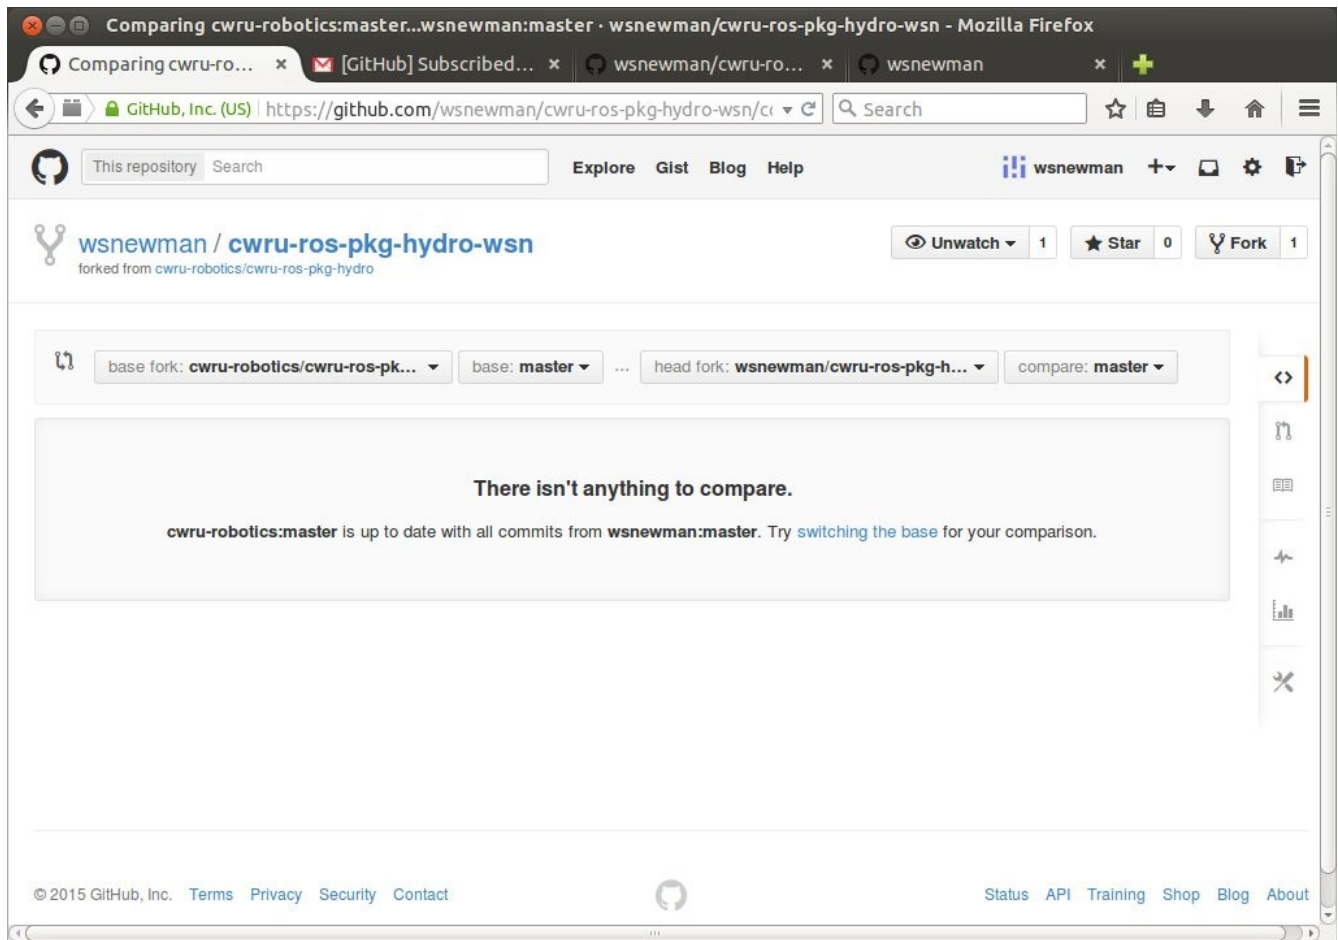 Comparing cwru-robotics:master...wsnewman:master · wsnewman/cwru-ros-pkg-hydro-wsn - Mozilla Firefox
Comparing cwru-ro... [GitHub] Subscribed... wsnewman/cwru-ro... wsnewman
GitHub, Inc. (US) https://github.com/wsnewman/cwru-ros-pkg-hydro-wsn/cc Search
This repository Search Explore Gist Blog Help wsnewman
wsnewman / cwru-ros-pkg-hydro-wsn Unwatch 1 Star 0 Fork 1
forked from cwru-robotics/cwru-ros-pkg-hydro
base fork: cwru-robotics/cwru-ros-pk... base: master ... head fork: wsnewman/cwru-ros-pkg-h... compare: master
There isn't anything to compare.
cwru-robotics:master is up to date with all commits from wsnewman:master. Try switching the base for your comparison.
© 2015 GitHub, Inc. Terms Privacy Security Contact Status API Training Shop Blog About